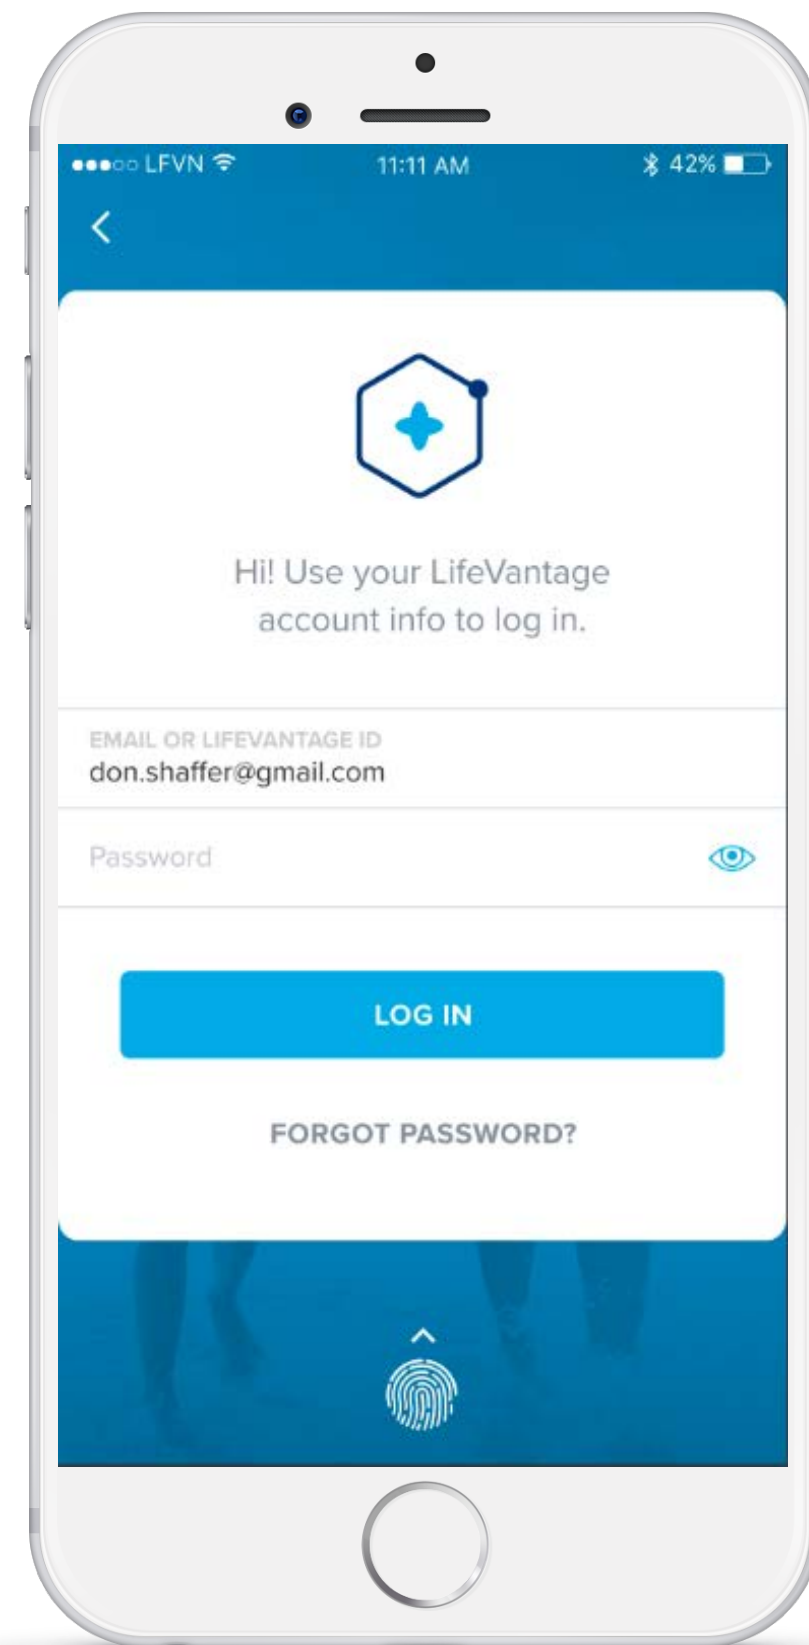 LFVN 11:11 AM 42%
Hi! Use your LifeVantage
account info to log in.
EMAIL OR LIFEVANTAGE ID
don.shaffer@gmail.com
Password
LOG IN
FORGOT PASSWORD?